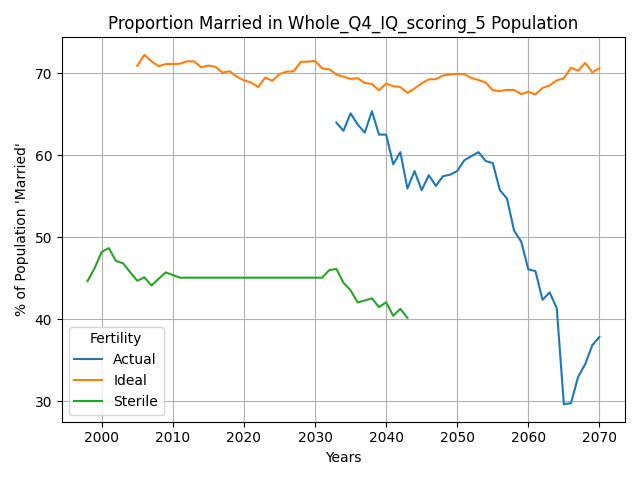 Proportion Married in Whole_Q4_IQ_scoring_5 Population
% of Population 'Married'
70
60
50
40
30
Fertility
Actual
Ideal
Sterile
2000 2010 2020 2030 2040 2050 2060 2070
Years